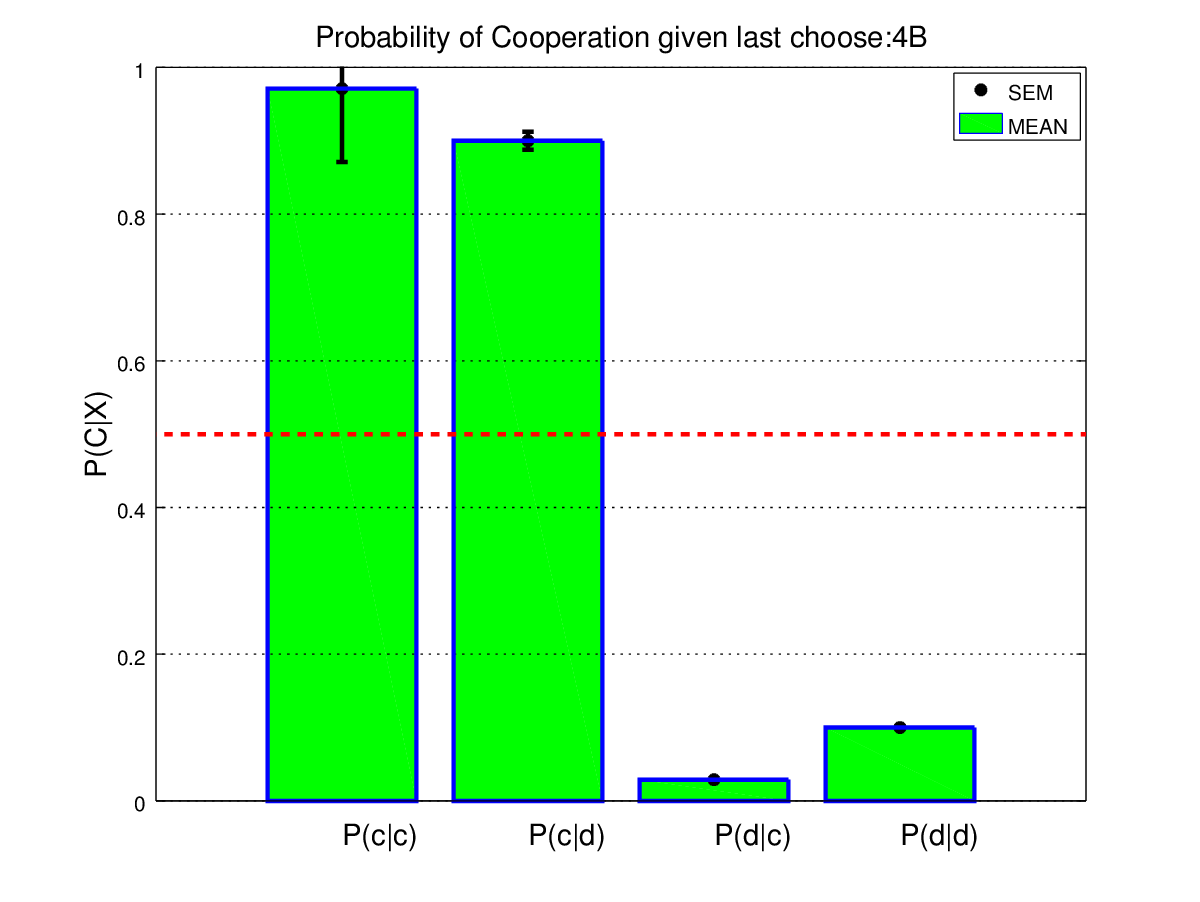 Probability of Cooperation given last choose:4B
SEM
MEAN
1
0.8
0.6
0.4
0.2
0
P(C|X)
P(c|c)
P(c|d)
P(d|c)
P(d|d)